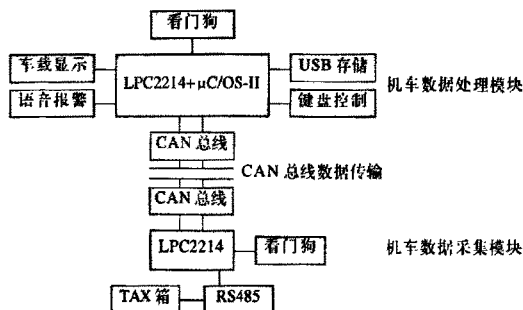 看门狗
车线显示
USB 存储
LPC2214+μC/OS-II
机车数据处理模块
语音报警
键盘控制
CAN 总线
CAN 总线数据传输
CAN 总线
LPC2214
看门狗
机车数据采集模块
TAX 箱
RS485